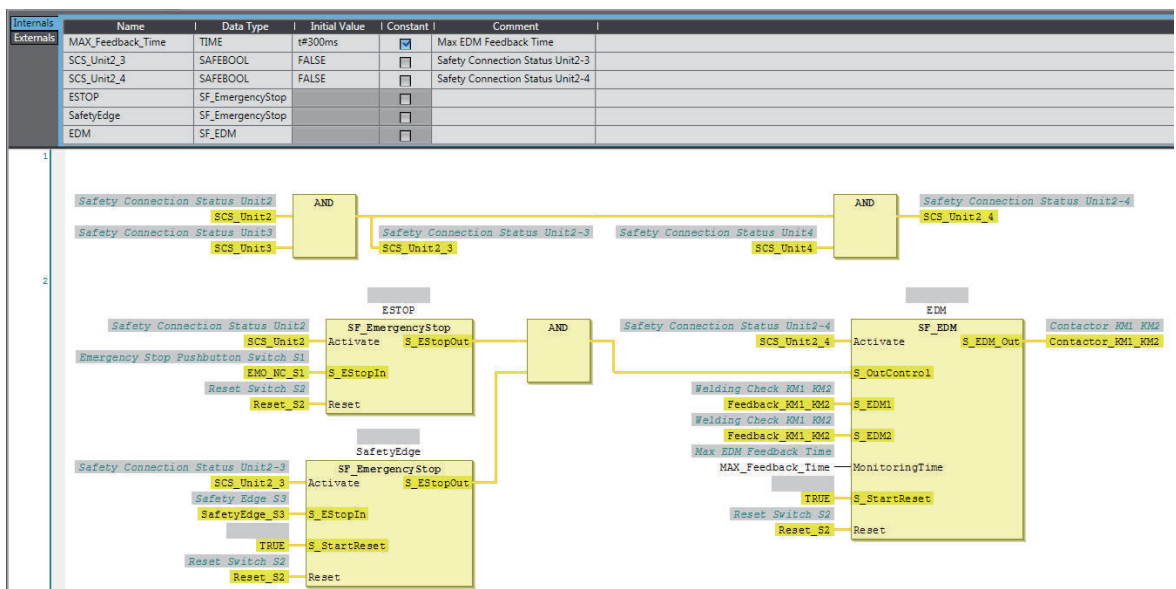 Internals Name Data Type Initial Value Constant Comment
Externals MAX_Feedback_Time TIME t#300ms Max EDM Feedback Time
SCS_Unit2_3 SAFEBOOL FALSE Safety Connection Status Unit2-3
SCS_Unit2_4 SAFEBOOL FALSE Safety Connection Status Unit2-4
ESTOP SF_EmergencyStop
SafetyEdge SF_EmergencyStop
EDM SF_EDM
1
Safety Connection Status Unit2 AND AND Safety Connection Status Unit2-4
SCS_Unit2 SCS_Unit2_4
Safety Connection Status Unit3 Safety Connection Status Unit2-3 Safety Connection Status Unit4
SCS_Unit3 SCS_Unit2_3 SCS_Unit4
2
ESTOP EDM
Safety Connection Status Unit2 SF_EmergencyStop AND Safety Connection Status Unit2-4 SF_EDM Contactor KM1 KM2
SCS_Unit2 Activate S_EStopOut SCS_Unit2_4 Activate S_EDM_Out Contactor_KM1_KM2
Emergency Stop Pushbutton Switch S1
EMO_NC_S1 S_EStopIn S_OutControl
Reset Switch S2 Welding Check KM1 KM2
Reset_S2 Reset Feedback_KM1_KM2 S_EDM1
Welding Check KM1 KM2
Feedback_KM1_KM2 S_EDM2
SafetyEdge Max EDM Feedback Time
Safety Connection Status Unit2-3 SF_EmergencyStop MAX_Feedback_Time MonitoringTime
SCS_Unit2_3 Activate S_EStopOut
Safety Edge S3 TRUE S_StartReset
SafetyEdge_S3 S_EStopIn Reset Switch S2
Reset_S2 Reset
TRUE S_StartReset
Reset Switch S2
Reset_S2 Reset